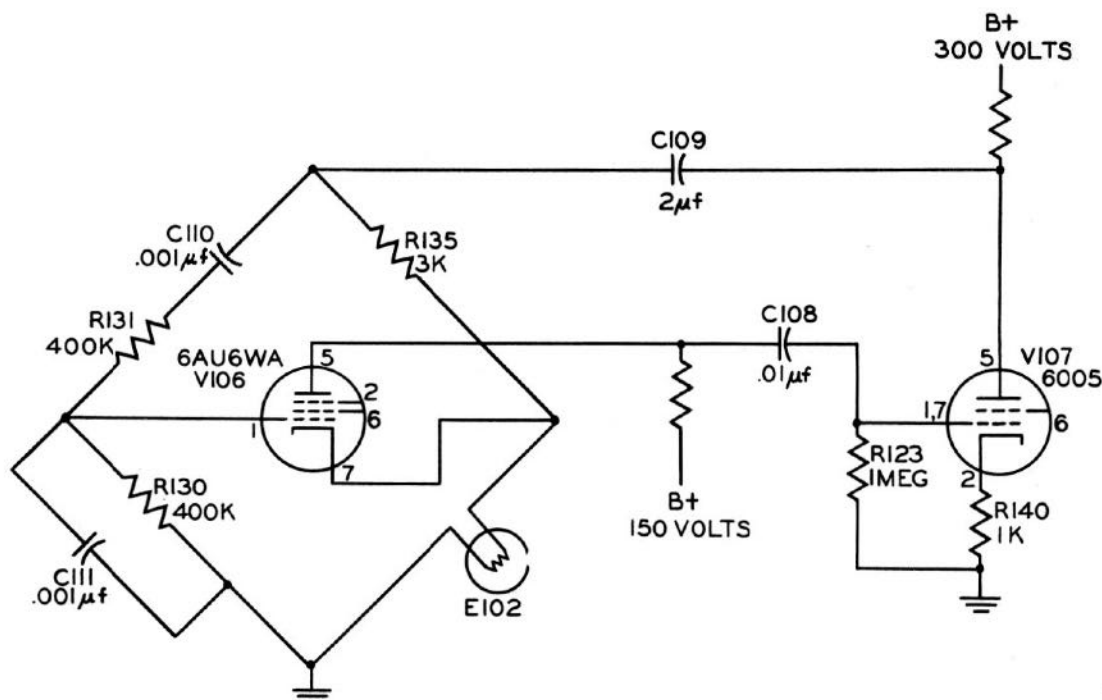 B+
300 VOLTS
C109
2µf
C110
.001µf
R135
3K
R131
400K
6AU6WA
V106
5
2
6
1
7
C108
.01µf
5
V107
6005
1,7
6
2
R123
1MEG
R140
1K
R130
400K
B+
150 VOLTS
C111
.001µf
E102